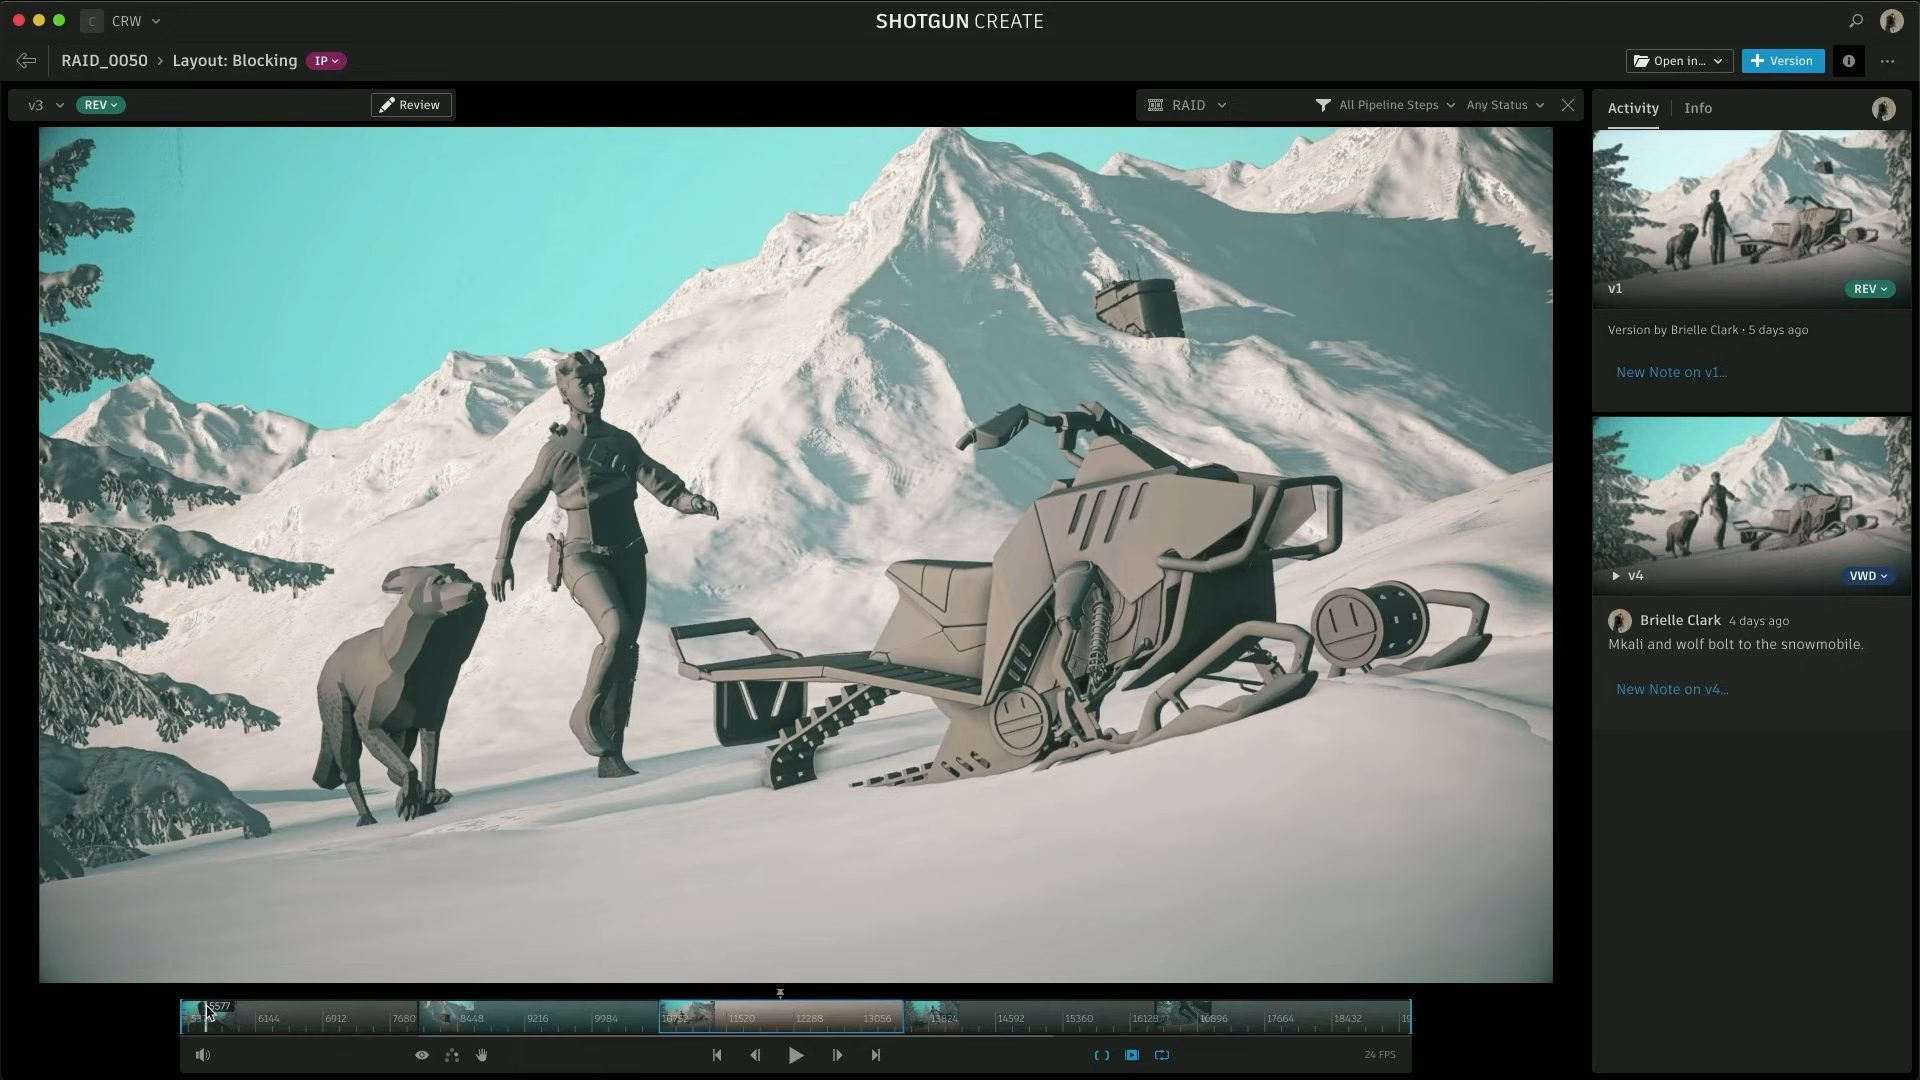 C CRW
SHOTGUN CREATE
RAID_0050 › Layout: Blocking IP
Open in... + Version
v3 REV Review
RAID All Pipeline Steps Any Status
Activity Info
v1 REV
Version by Brielle Clark • 5 days ago
New Note on v1...
v4 VWD
Brielle Clark 4 days ago
Mkali and wolf bolt to the snowmobile.
New Note on v4...
5577
6144 6912 7680 8448 9216 9984 10752 11520 12288 13056 13824 14592 15360 16128 16896 17664 18432
24 FPS